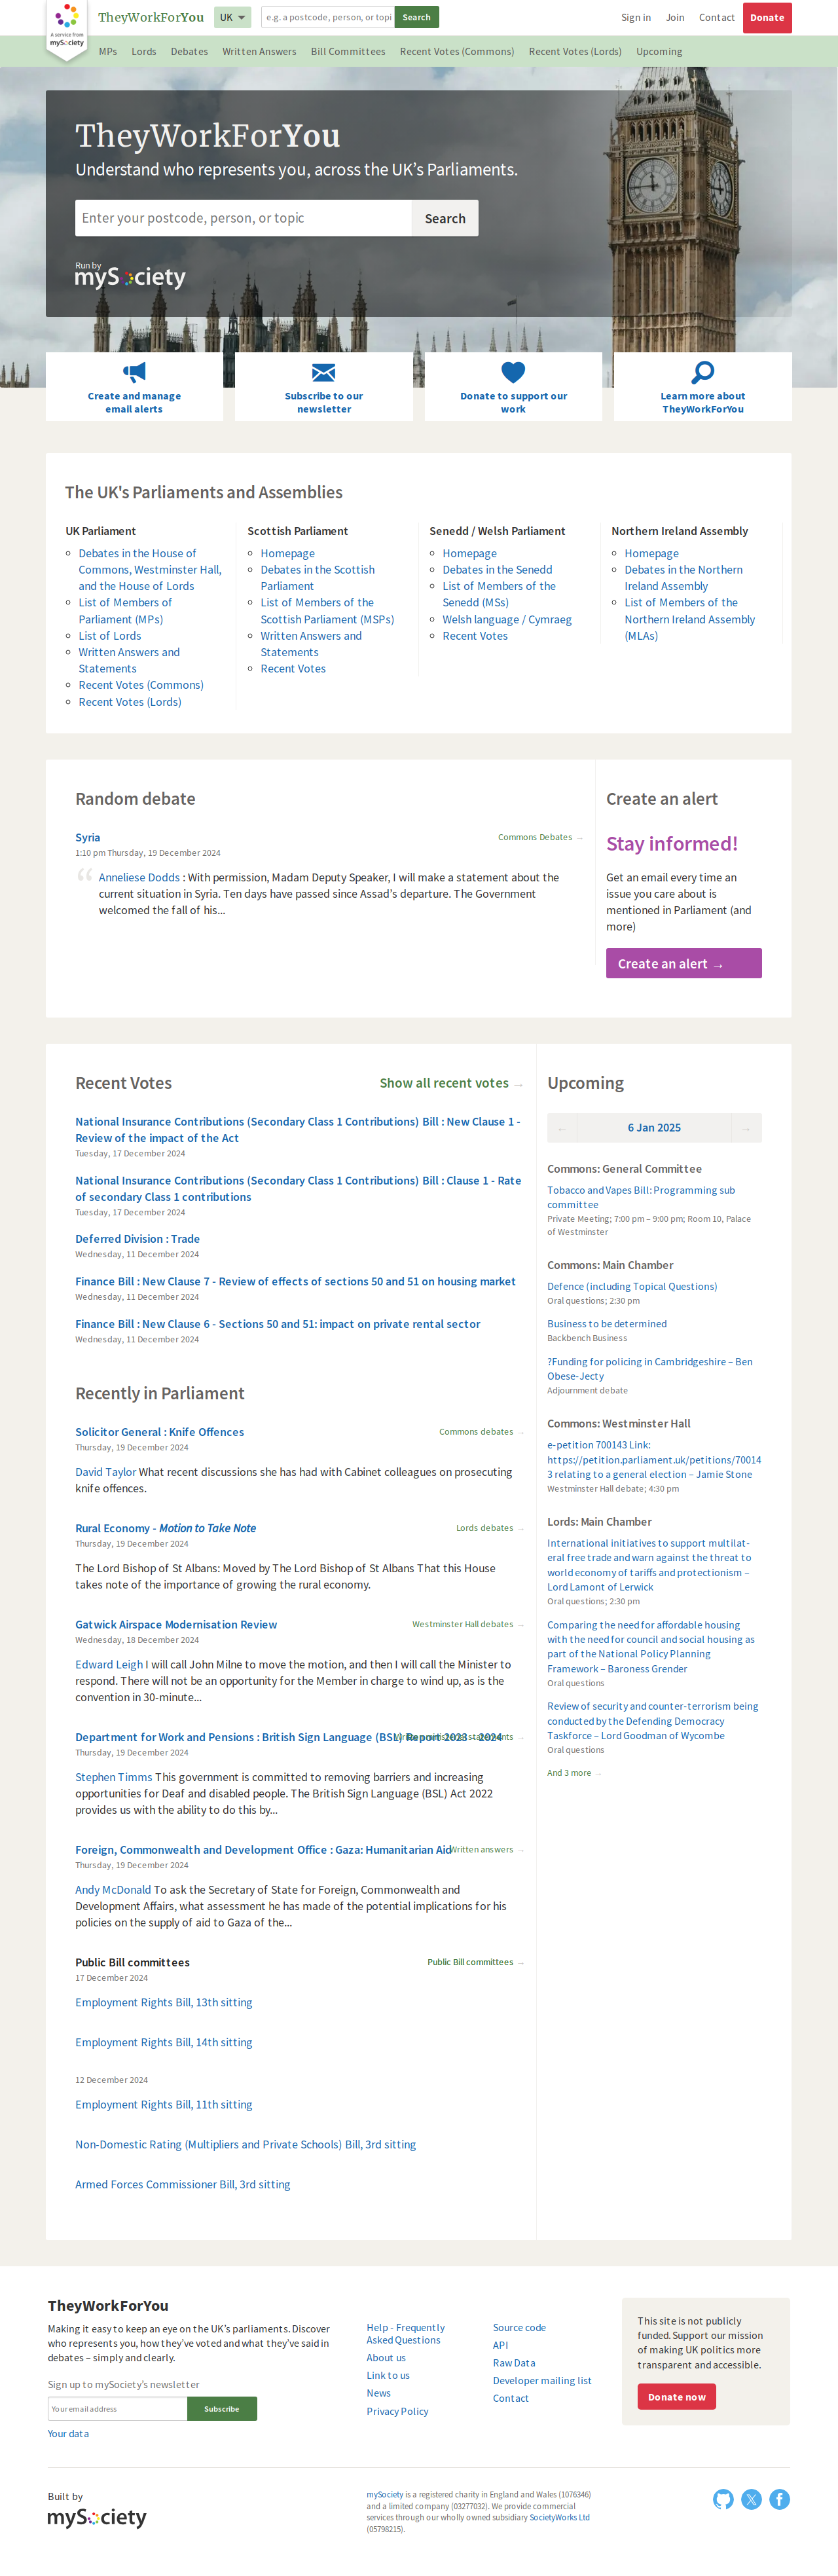 A service from
mySociety
TheyWorkForYou
UK
e.g. a postcode, person, or topi
Search
Sign in
Join
Contact
Donate
MPs
Lords
Debates
Written Answers
Bill Committees
Recent Votes (Commons)
Recent Votes (Lords)
Upcoming
TheyWorkForYou
Understand who represents you, across the UK’s Parliaments.
Enter your postcode, person, or topic
Search
Run by
mySociety
Create and manage
email alerts
Subscribe to our
newsletter
Donate to support our
work
Learn more about
TheyWorkForYou
The UK's Parliaments and Assemblies
UK Parliament
Debates in the House of
Commons, Westminster Hall,
and the House of Lords
List of Members of
Parliament (MPs)
List of Lords
Written Answers and
Statements
Recent Votes (Commons)
Recent Votes (Lords)
Scottish Parliament
Homepage
Debates in the Scottish
Parliament
List of Members of the
Scottish Parliament (MSPs)
Written Answers and
Statements
Recent Votes
Senedd / Welsh Parliament
Homepage
Debates in the Senedd
List of Members of the
Senedd (MSs)
Welsh language / Cymraeg
Recent Votes
Northern Ireland Assembly
Homepage
Debates in the Northern
Ireland Assembly
List of Members of the
Northern Ireland Assembly
(MLAs)
Random debate
Syria
Commons Debates →
1:10 pm Thursday, 19 December 2024
“ Anneliese Dodds : With permission, Madam Deputy Speaker, I will make a statement about the
current situation in Syria. Ten days have passed since Assad’s departure. The Government
welcomed the fall of his...
Create an alert
Stay informed!
Get an email every time an
issue you care about is
mentioned in Parliament (and
more)
Create an alert →
Recent Votes
Show all recent votes →
National Insurance Contributions (Secondary Class 1 Contributions) Bill : New Clause 1 -
Review of the impact of the Act
Tuesday, 17 December 2024
National Insurance Contributions (Secondary Class 1 Contributions) Bill : Clause 1 - Rate
of secondary Class 1 contributions
Tuesday, 17 December 2024
Deferred Division : Trade
Wednesday, 11 December 2024
Finance Bill : New Clause 7 - Review of effects of sections 50 and 51 on housing market
Wednesday, 11 December 2024
Finance Bill : New Clause 6 - Sections 50 and 51: impact on private rental sector
Wednesday, 11 December 2024
Recently in Parliament
Solicitor General : Knife Offences
Commons debates →
Thursday, 19 December 2024
David Taylor What recent discussions she has had with Cabinet colleagues on prosecuting
knife offences.
Rural Economy - Motion to Take Note
Lords debates →
Thursday, 19 December 2024
The Lord Bishop of St Albans: Moved by The Lord Bishop of St Albans That this House
takes note of the importance of growing the rural economy.
Gatwick Airspace Modernisation Review
Westminster Hall debates →
Wednesday, 18 December 2024
Edward Leigh I will call John Milne to move the motion, and then I will call the Minister to
respond. There will not be an opportunity for the Member in charge to wind up, as is the
convention in 30-minute...
Department for Work and Pensions : British Sign Language (BSL) Report 2023 - 2024
Thursday, 19 December 2024
Stephen Timms This government is committed to removing barriers and increasing
opportunities for Deaf and disabled people. The British Sign Language (BSL) Act 2022
provides us with the ability to do this by...
Foreign, Commonwealth and Development Office : Gaza: Humanitarian Aid
Written answers →
Thursday, 19 December 2024
Andy McDonald To ask the Secretary of State for Foreign, Commonwealth and
Development Affairs, what assessment he has made of the potential implications for his
policies on the supply of aid to Gaza of the...
Public Bill committees
Public Bill committees →
17 December 2024
Employment Rights Bill, 13th sitting
Employment Rights Bill, 14th sitting
12 December 2024
Employment Rights Bill, 11th sitting
Non-Domestic Rating (Multipliers and Private Schools) Bill, 3rd sitting
Armed Forces Commissioner Bill, 3rd sitting
Upcoming
← 6 Jan 2025 →
Commons: General Committee
Tobacco and Vapes Bill: Programming sub
committee
Private Meeting; 7:00 pm – 9:00 pm; Room 10, Palace
of Westminster
Commons: Main Chamber
Defence (including Topical Questions)
Oral questions; 2:30 pm
Business to be determined
Backbench Business
?Funding for policing in Cambridgeshire – Ben
Obese-Jecty
Adjournment debate
Commons: Westminster Hall
e-petition 700143 Link:
https://petition.parliament.uk/petitions/70014
3 relating to a general election – Jamie Stone
Westminster Hall debate; 4:30 pm
Lords: Main Chamber
International initiatives to support multilat-
eral free trade and warn against the threat to
world economy of tariffs and protectionism –
Lord Lamont of Lerwick
Oral questions; 2:30 pm
Comparing the need for affordable housing
with the need for council and social housing as
part of the National Policy Planning
Framework – Baroness Grender
Oral questions
Review of security and counter-terrorism being
conducted by the Defending Democracy
Taskforce – Lord Goodman of Wycombe
Oral questions
And 3 more →
TheyWorkForYou
Making it easy to keep an eye on the UK’s parliaments. Discover
who represents you, how they’ve voted and what they’ve said in
debates – simply and clearly.
Sign up to mySociety’s newsletter
Your email address
Subscribe
Your data
Help - Frequently
Asked Questions
About us
Link to us
News
Privacy Policy
Source code
API
Raw Data
Developer mailing list
Contact
This site is not publicly
funded. Support our mission
of making UK politics more
transparent and accessible.
Donate now
Built by
mySociety
mySociety is a registered charity in England and Wales (1076346)
and a limited company (03277032). We provide commercial
services through our wholly owned subsidiary SocietyWorks Ltd
(05798215).